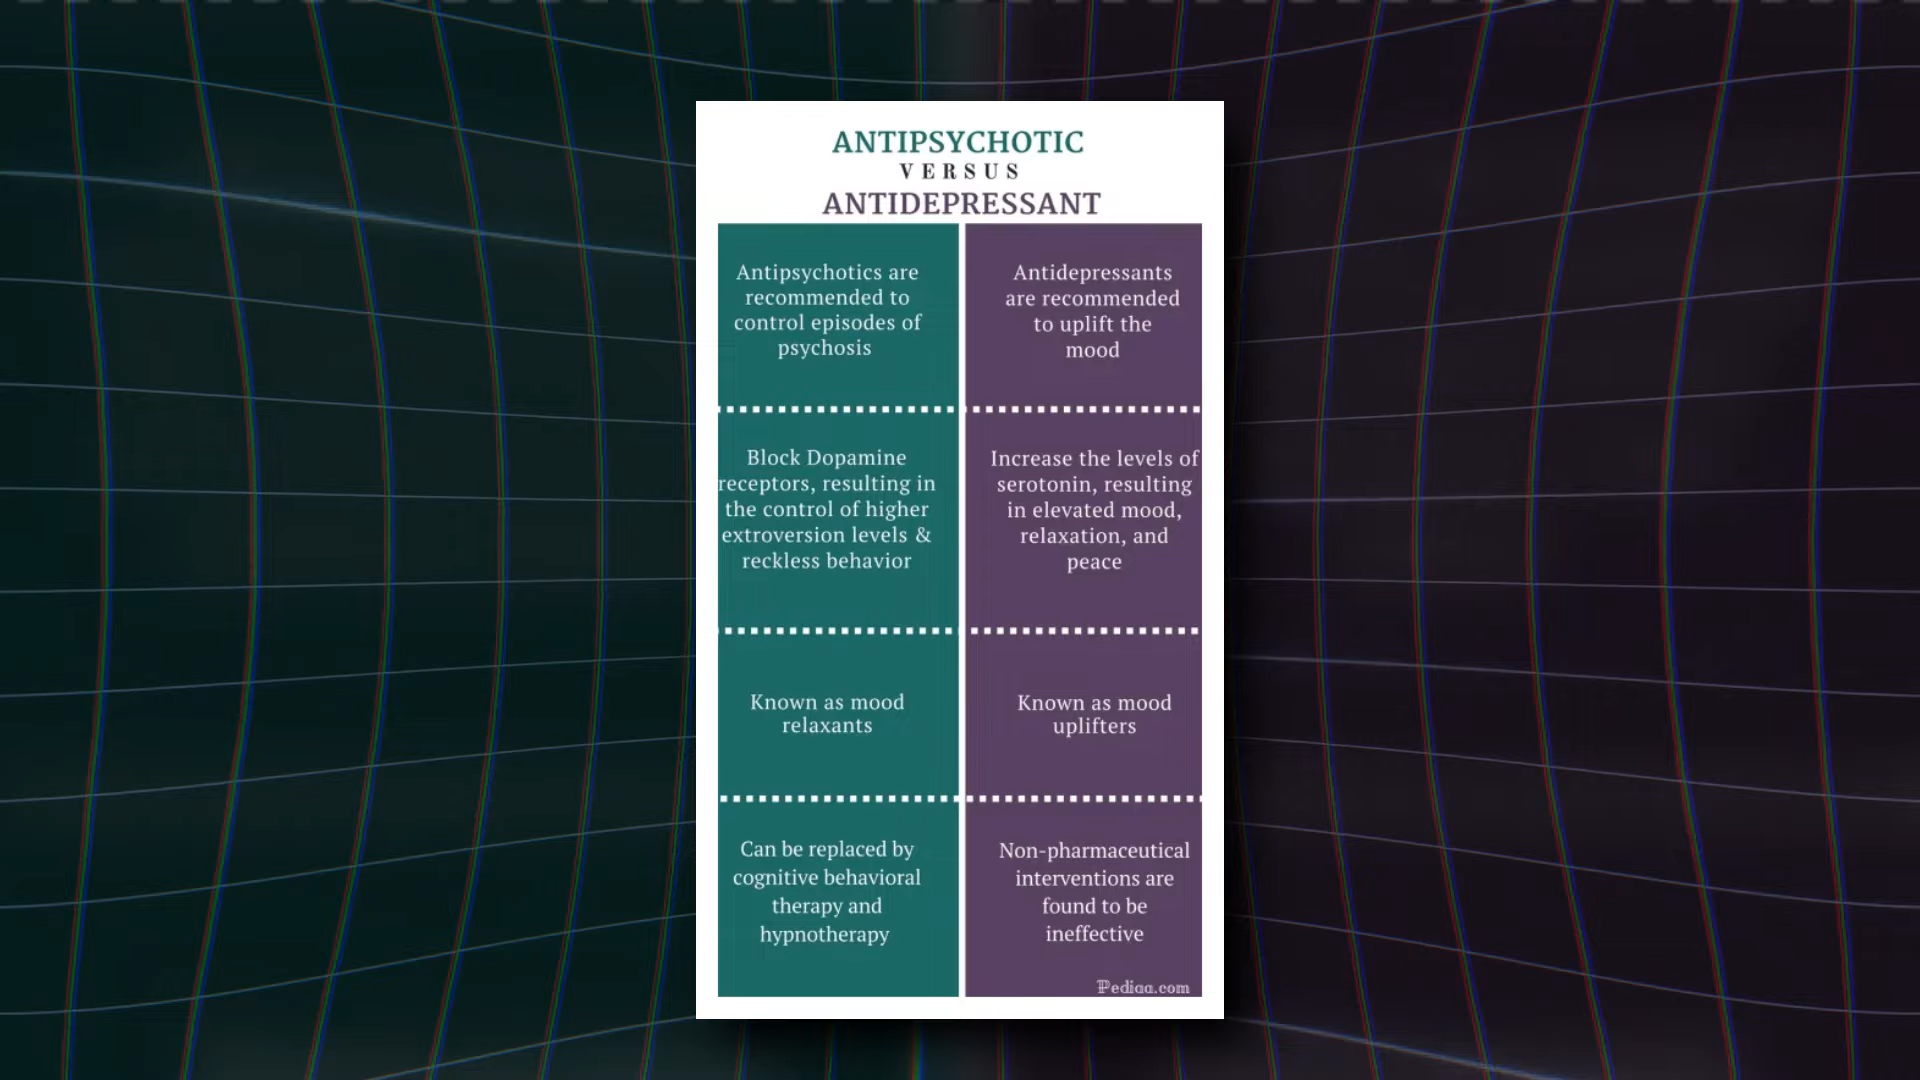 ANTIPSYCHOTIC
VERSUS
ANTIDEPRESSANT
Antipsychotics are
recommended to
control episodes of
psychosis
Antidepressants
are recommended
to uplift the
mood
Block Dopamine
receptors, resulting in
the control of higher
extroversion levels &
reckless behavior
Increase the levels of
serotonin, resulting
in elevated mood,
relaxation, and
peace
Known as mood
relaxants
Known as mood
uplifters
Can be replaced by
cognitive behavioral
therapy and
hypnotherapy
Non-pharmaceutical
interventions are
found to be
ineffective
Pediaa.com